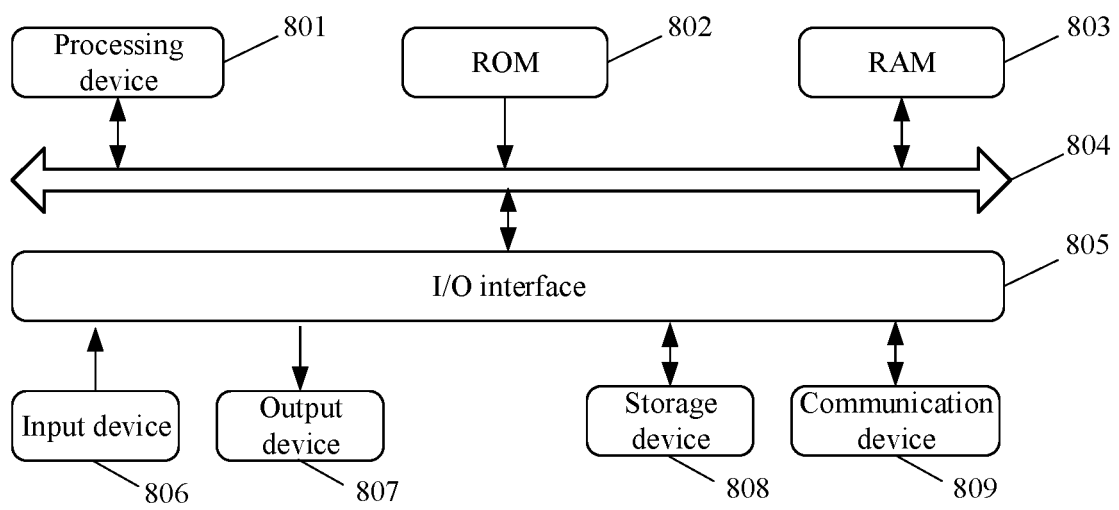 Processing
device
801
ROM
802
RAM
803
804
I/O interface
805
Input device
806
Output
device
807
Storage
device
808
Communication
device
809